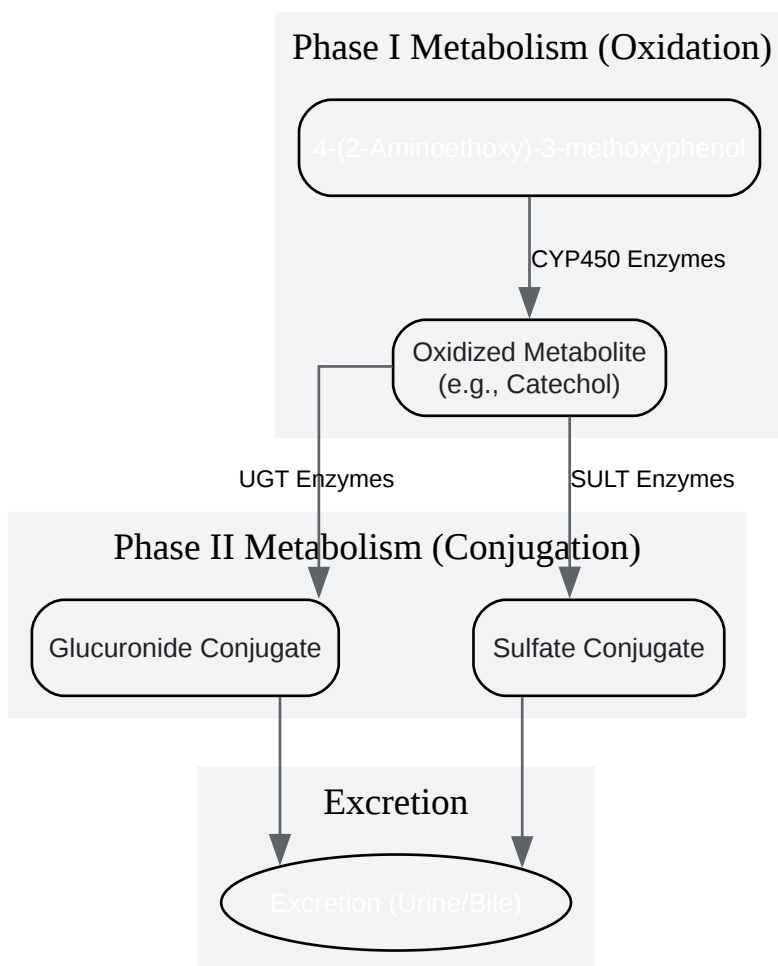 Phase I Metabolism (Oxidation)
4-(2-Aminoethoxy)-3-methoxyphenol
CYP450 Enzymes
Oxidized Metabolite
(e.g., Catechol)
UGT Enzymes
SULT Enzymes
Phase II Metabolism (Conjugation)
Glucuronide Conjugate
Sulfate Conjugate
Excretion
Excretion (Urine/Bile)